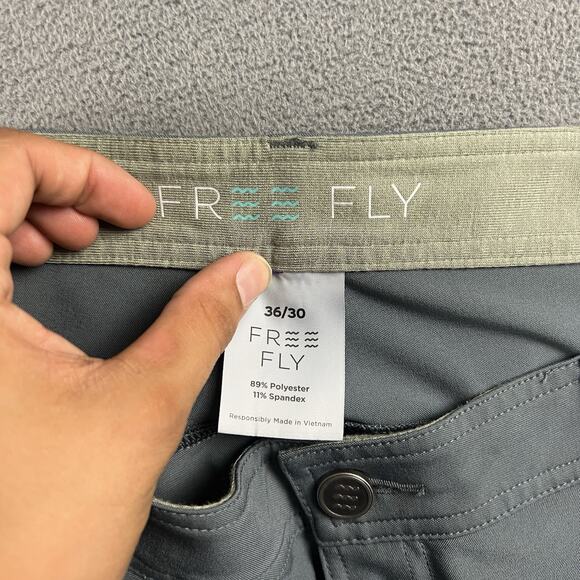 FREE FLY
36/30
FREE
FLY
89% Polyester
11% Spandex
Responsibly Made in Vietnam